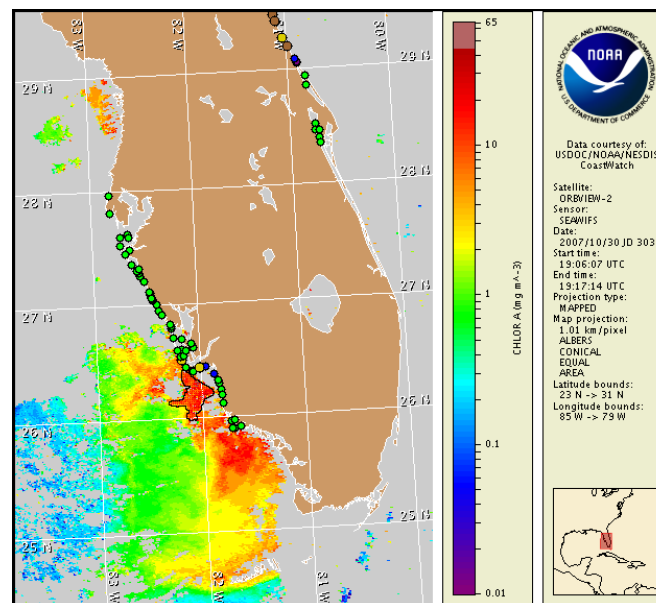 83 W
82 W
81 W
80 W
29 N
29 N
28 N
28 N
27 N
27 N
26 N
26 N
25 N
25 N
83 W
82 W
81 W
65
10
1
0.1
0.01
CHLOR A (mg m^-3)
NATIONAL OCEANIC AND ATMOSPHERIC ADMINISTRATION
NOAA
U.S. DEPARTMENT OF COMMERCE
Data courtesy of:
USDOC/NOAA/NESDIS
CoastWatch
Satellite:
ORBVIEW-2
Sensor:
SEAWIFS
Date:
2007/10/30 JD 303
Start time:
19:06:07 UTC
End time:
19:17:14 UTC
Projection type:
MAPPED
Map projection:
1.01 km/pixel
ALBERS
CONICAL
EQUAL
AREA
Latitude bounds:
23 N -> 31 N
Longitude bounds:
85 W -> 79 W